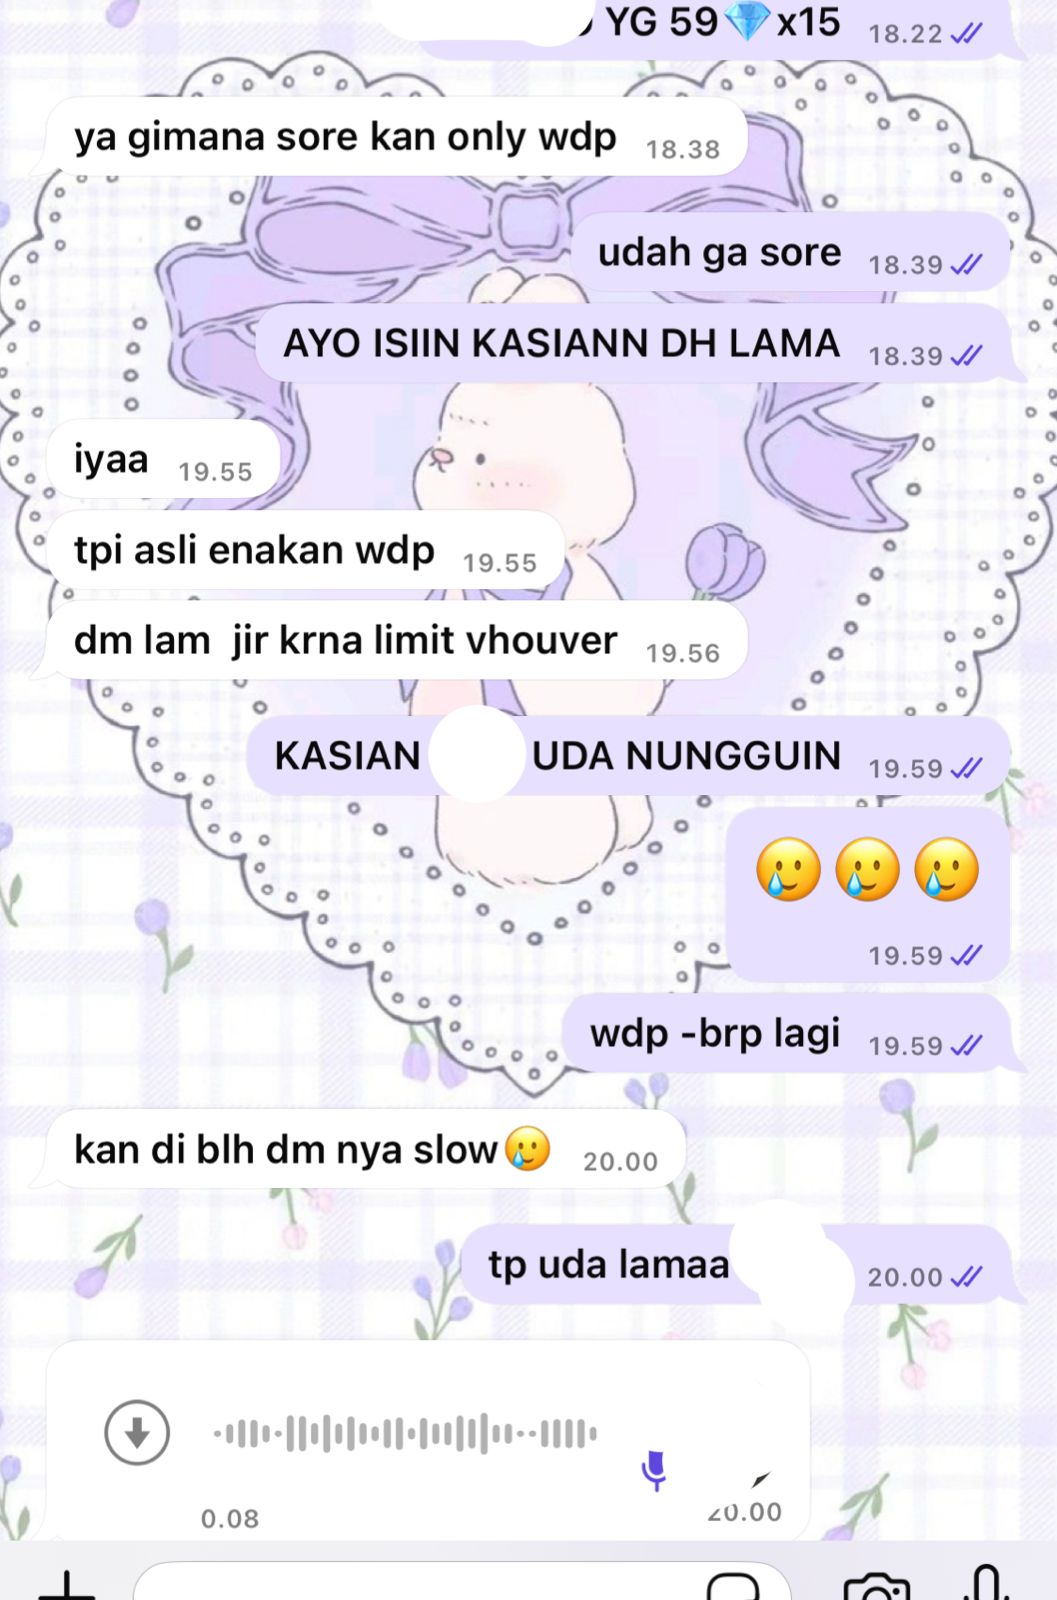 YG 59💎x15 18.22
ya gimana sore kan only wdp 18.38
udah ga sore 18.39
AYO ISIIN KASIANN DH LAMA 18.39
iyaa 19.55
tpi asli enakan wdp 19.55
dm lam jir krna limit vhouver 19.56
KASIAN UDA NUNGGUIN 19.59
🥲🥲🥲
19.59
wdp -brp lagi 19.59
kan di blh dm nya slow🥲 20.00
tp uda lamaa 20.00
0.08 20.00